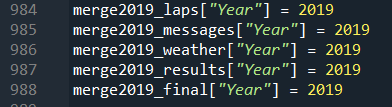 984 merge2019_laps["Year"] = 2019
985 merge2019_messages["Year"] = 2019
986 merge2019_weather["Year"] = 2019
987 merge2019_results["Year"] = 2019
988 merge2019_final["Year"] = 2019